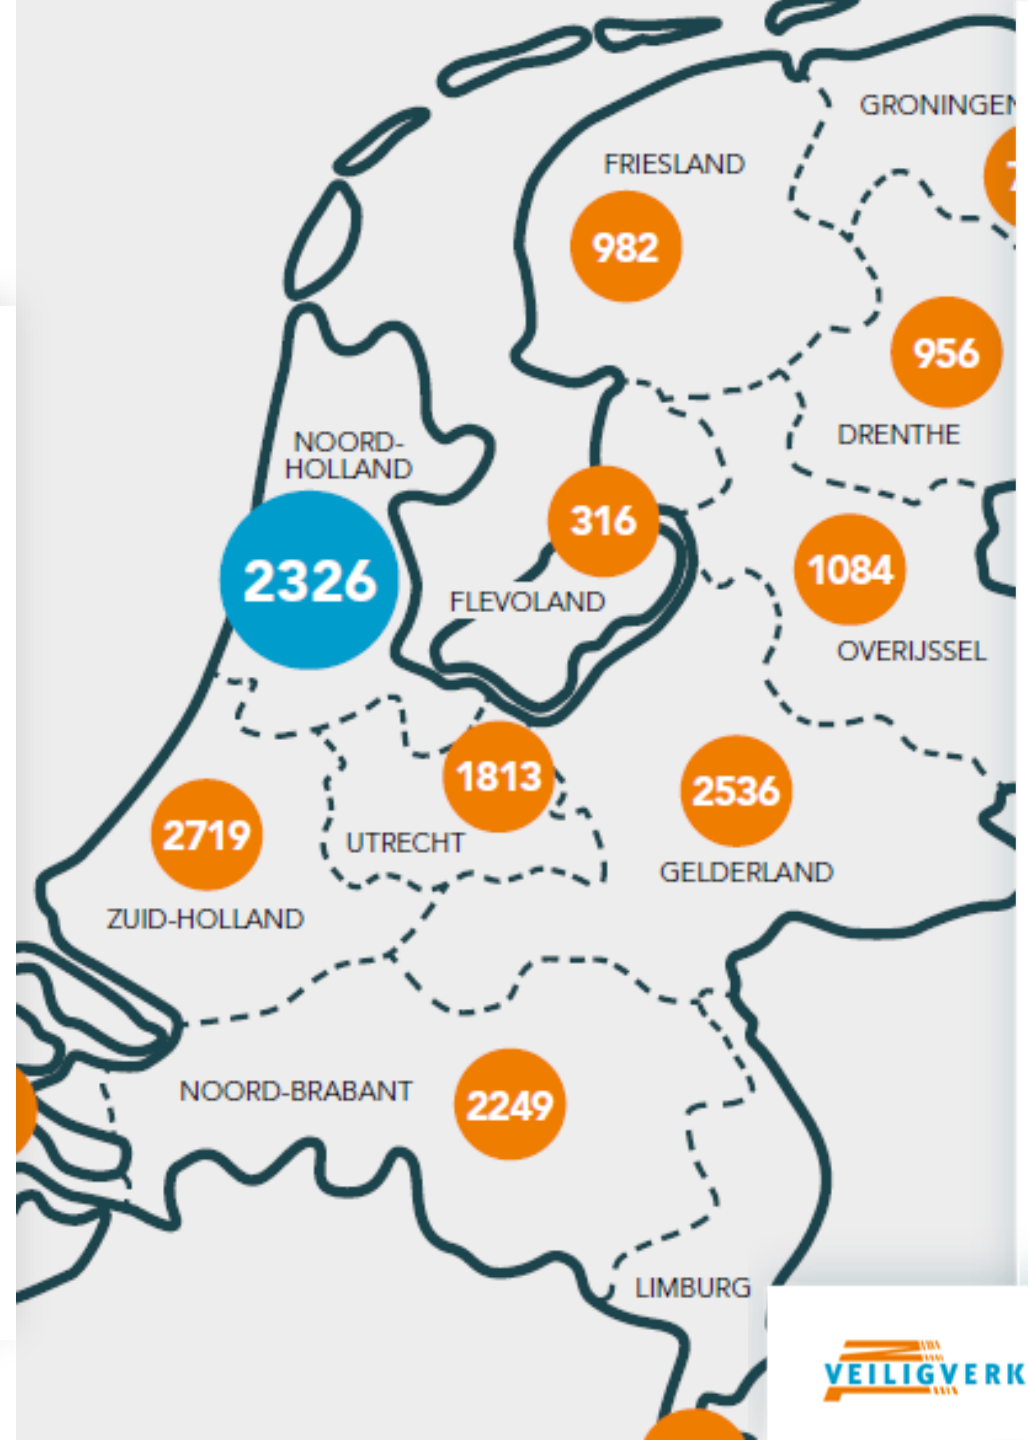 GRONINGEN
FRIESLAND
982
956
DRENTHE
NOORD-
HOLLAND
316
2326
1084
FLEVOLAND
OVERIJSSEL
1813
2536
2719
UTRECHT
GELDERLAND
ZUID-HOLLAND
NOORD-BRABANT
2249
LIMBURG
VEILIGVERK